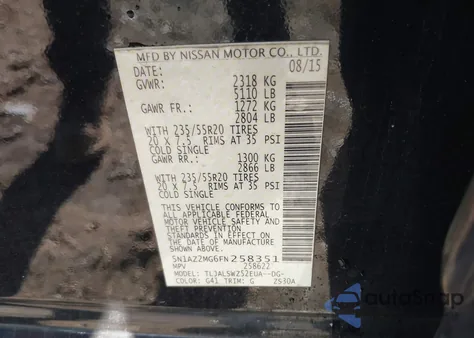 MFD BY NISSAN MOTOR CO., LTD.
DATE: 08/15
GVWR: 2318 KG
5110 LB
GAWR FR.: 1272 KG
2804 LB
WITH 235/55R20 TIRES
20 X 7.5 RIMS AT 35 PSI
COLD SINGLE
GAWR RR.: 1300 KG
2866 LB
WITH 235/55R20 TIRES
20 X 7.5 RIMS AT 35 PSI
COLD SINGLE
THIS VEHICLE CONFORMS TO
ALL APPLICABLE FEDERAL
MOTOR VEHICLE SAFETY
AND THEFT PREVENTION
STANDARDS IN EFFECT ON
THE DATE OF MANUFACTURE
SHOWN ABOVE.
5N1AZ2MG6FN258351
MPV 258622
MODEL: TLJALSWZ52EUA--DG-
COLOR: G41 TRIM: G Z530A
autoSnap